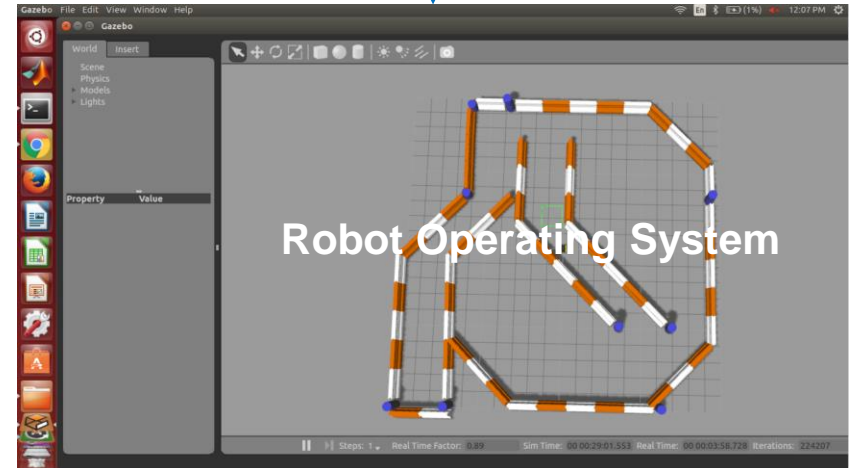 Gazebo File Edit View Window Help
En (1%) 12:07 PM
Gazebo
World Insert
Scene
Physics
Models
Lights
Property Value
Robot Operating System
Steps: 1 Real Time Factor: 0.89 Sim Time: 00 00:29:01.553 Real Time: 00 00:03:58.728 Iterations: 224207